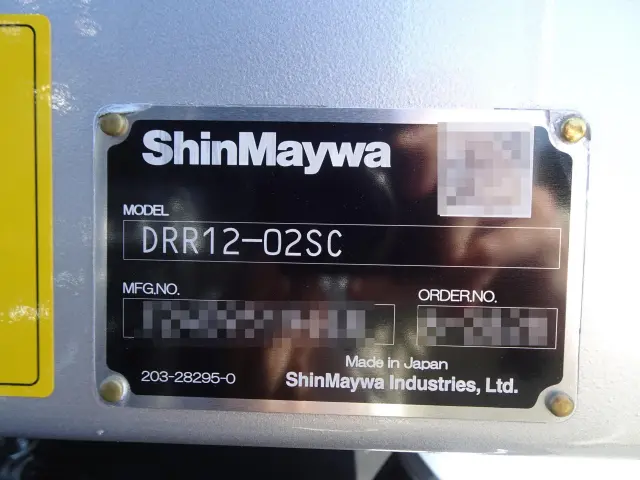 ShinMaywa
MODEL
DRR12-02SC
MFG.NO.
ORDER.NO.
Made in Japan
203-28295-0
ShinMaywa Industries, Ltd.